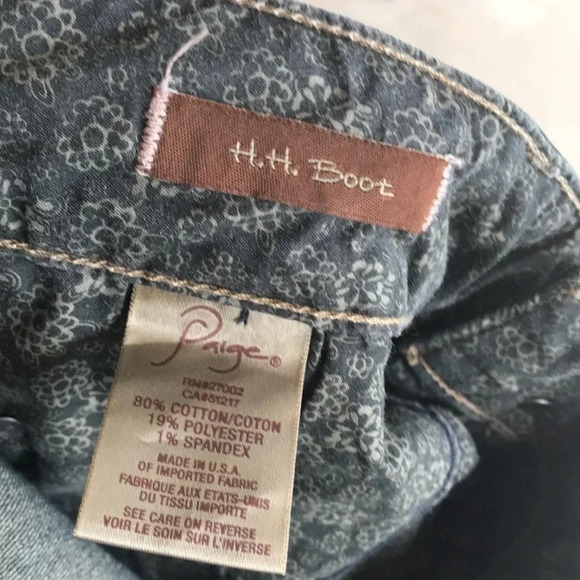 H.H. Boot
Paige®
RN#27002
CA#51217
80% COTTON/COTON
19% POLYESTER
1% SPANDEX
MADE IN U.S.A.
OF IMPORTED FABRIC
FABRIQUE AUX ETATS-UNIS
DU TISSU IMPORTE
SEE CARE ON REVERSE
VOIR LE SOIN SUR L'INVERSE